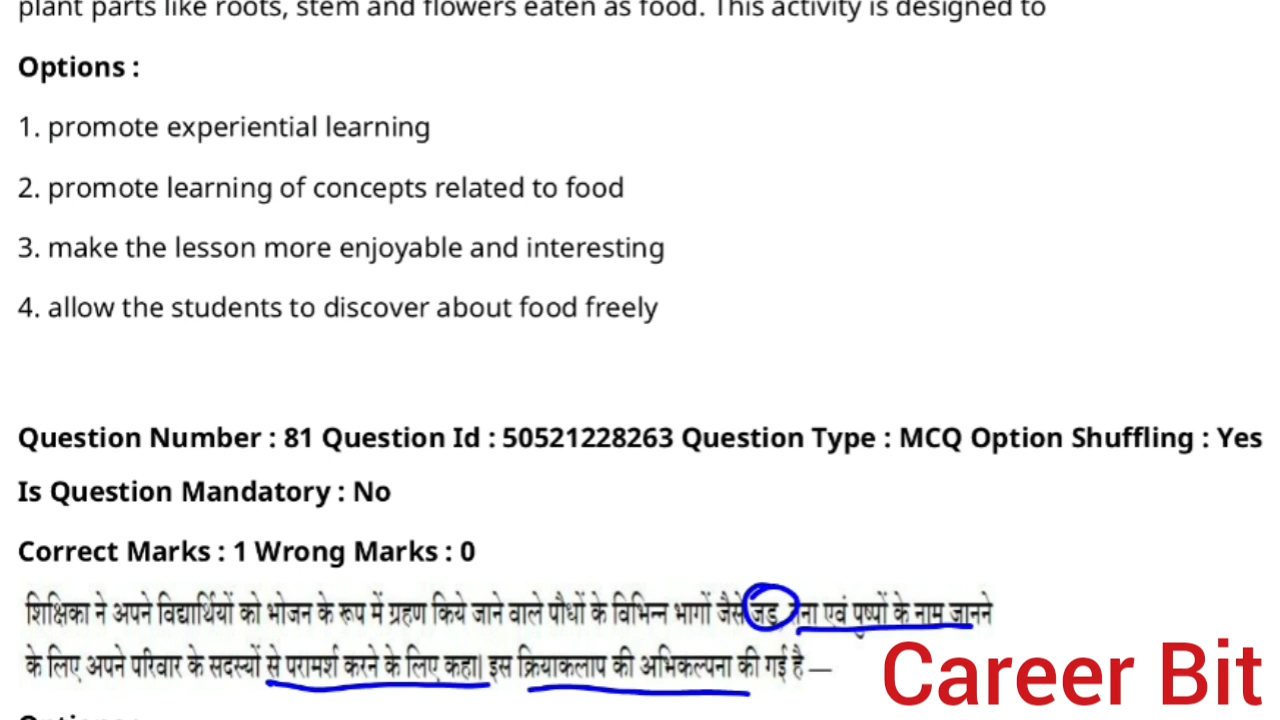 plant parts like roots, stem and flowers eaten as food. This activity is designed to
Options :
1. promote experiential learning
2. promote learning of concepts related to food
3. make the lesson more enjoyable and interesting
4. allow the students to discover about food freely
Question Number : 81 Question Id : 50521228263 Question Type : MCQ Option Shuffling : Yes
Is Question Mandatory : No
Correct Marks : 1 Wrong Marks : 0
शिक्षिका ने अपने विद्यार्थियों को भोजन के रूप में ग्रहण किये जाने वाले पौधों के विभिन्न भागों जैसे जड़, एवं पुष्पों के नाम जानने
के लिए अपने परिवार के सदस्यों से परामर्श करने के लिए कहा। इस क्रियाकलाप की अभिकल्पना की गई है —
Career Bit